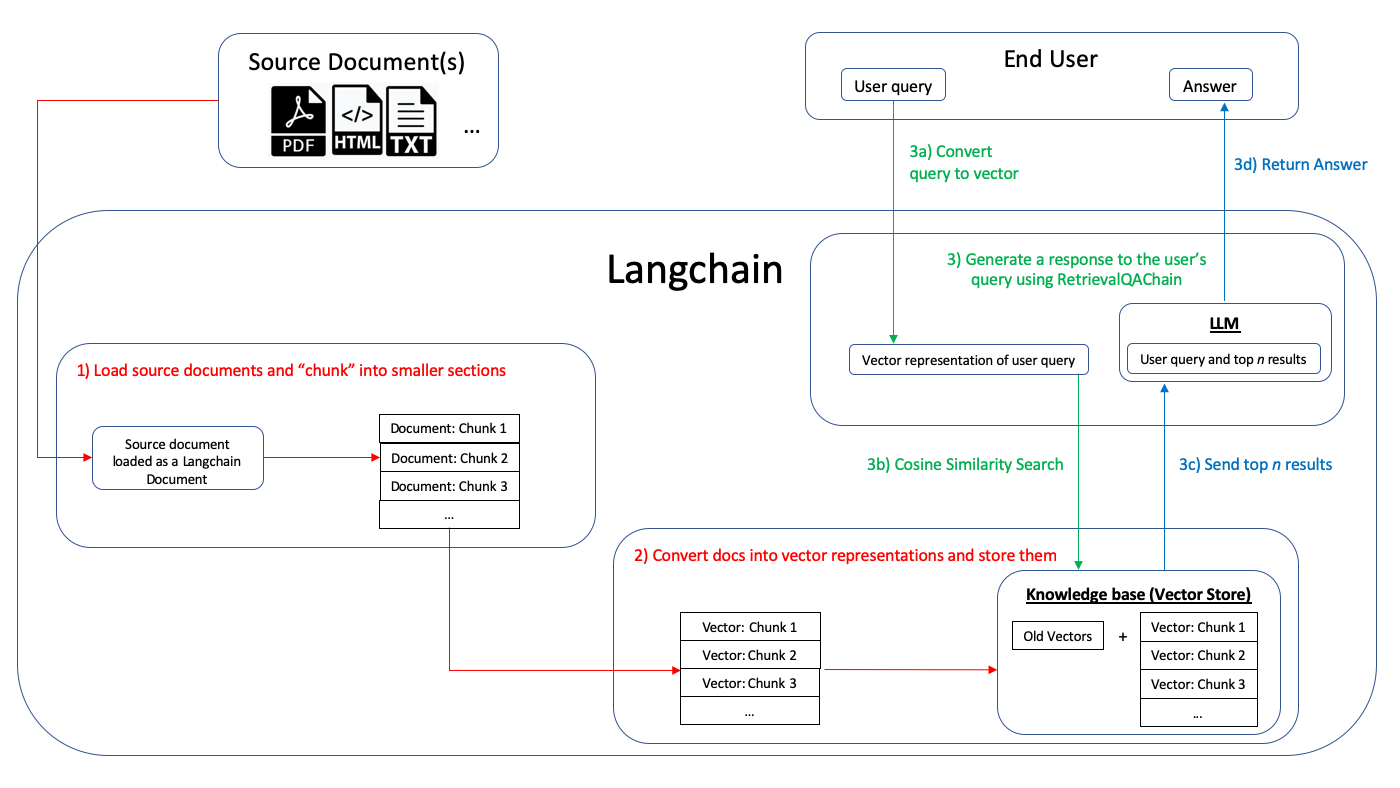 Source Document(s)
PDF
</>
HTML
TXT
...
End User
User query
Answer
3a) Convert
query to vector
3d) Return Answer
Langchain
3) Generate a response to the user’s
query using RetrievalQAChain
LLM
User query and top n results
Vector representation of user query
1) Load source documents and “chunk” into smaller sections
Source document
loaded as a Langchain
Document
Document: Chunk 1
Document: Chunk 2
Document: Chunk 3
...
3b) Cosine Similarity Search
3c) Send top n results
2) Convert docs into vector representations and store them
Vector: Chunk 1
Vector: Chunk 2
Vector: Chunk 3
...
Knowledge base (Vector Store)
Old Vectors
+
Vector: Chunk 1
Vector: Chunk 2
Vector: Chunk 3
...